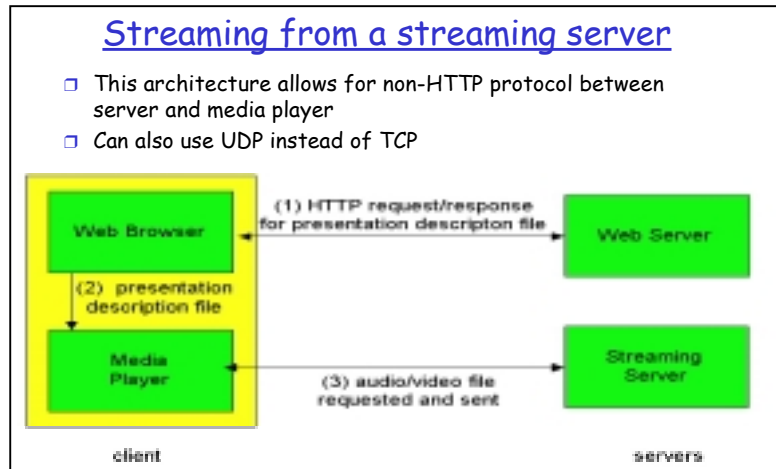 Streaming from a streaming server
This architecture allows for non-HTTP protocol between
server and media player
Can also use UDP instead of TCP
Web Browser
(1) HTTP request/response
for presentation descripton file
Web Server
(2) presentation
description file
Media
Player
(3) audio/video file
requested and sent
Streaming
Server
client
servers